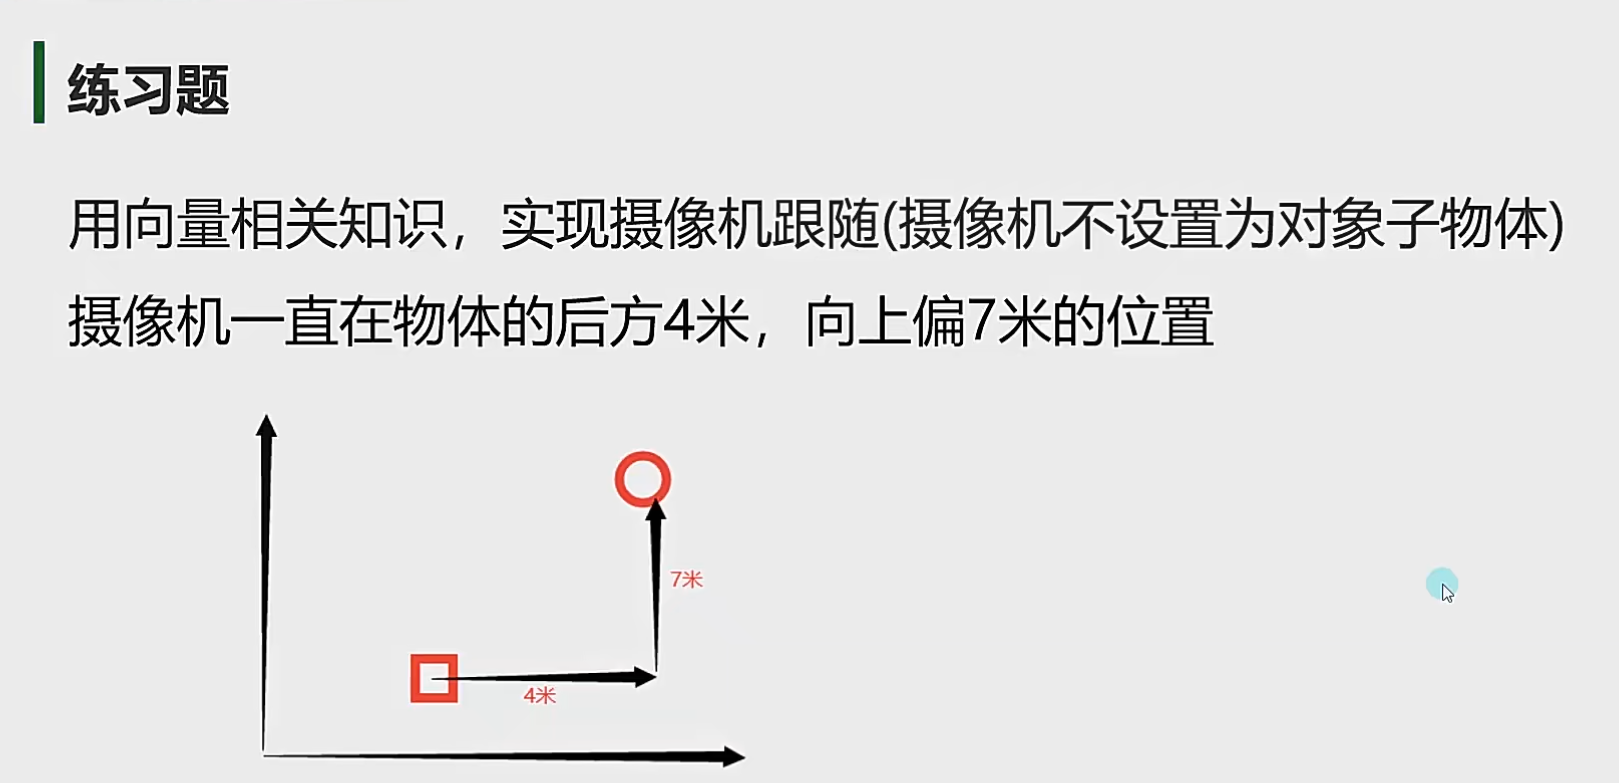 练习题
用向量相关知识，实现摄像机跟随(摄像机不设置为对象子物体)
摄像机一直在物体的后方4米，向上偏7米的位置
7米
4米